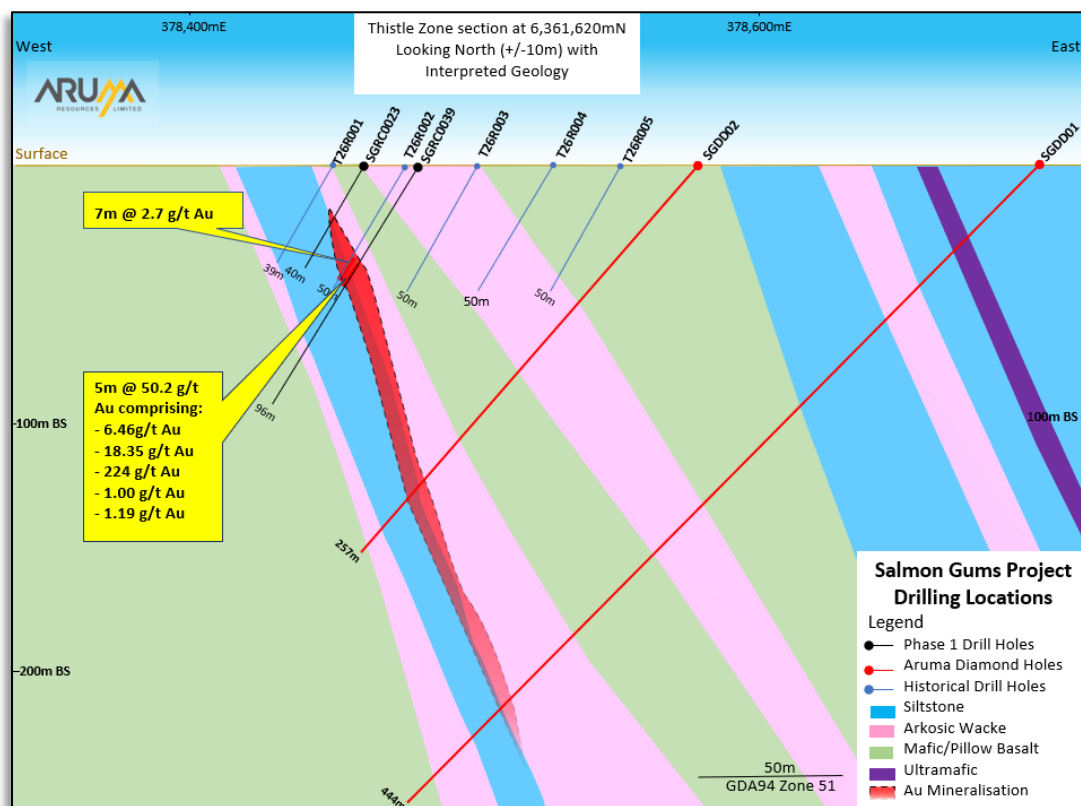 378,400mE
378,600mE
Thistle Zone section at 6,361,620mN
Looking North (+/-10m) with
Interpreted Geology
West
East
ARUMA
RESOURCES LIMITED
Surface
T26R001
SGRC0023
T26R002
SGRC0039
T26R003
T26R004
T26R005
SGDD02
SGDD01
7m @ 2.7 g/t Au
39m
40m
50m
50m
50m
50m
5m @ 50.2 g/t
Au comprising:
- 6.46g/t Au
- 18.35 g/t Au
- 224 g/t Au
- 1.00 g/t Au
- 1.19 g/t Au
96m
100m BS
100m BS
257m
200m BS
444m
50m
GDA94 Zone 51
Salmon Gums Project
Drilling Locations
Legend
Phase 1 Drill Holes
Aruma Diamond Holes
Historical Drill Holes
Siltstone
Arkosic Wacke
Mafic/Pillow Basalt
Ultramafic
Au Mineralisation